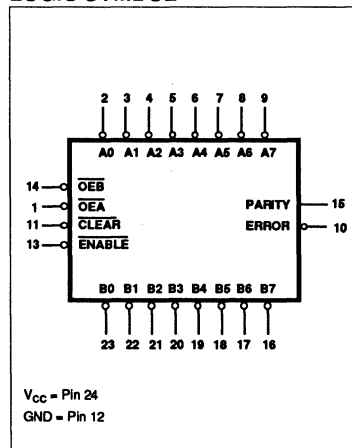 LOGIC SYMBOL
2 3 4 5 6 7 8 9
A0 A1 A2 A3 A4 A5 A6 A7
14 OEB
1 OEA
11 CLEAR
13 ENABLE
PARITY 15
ERROR 10
B0 B1 B2 B3 B4 B5 B6 B7
23 22 21 20 19 18 17 16
VCC = Pin 24
GND = Pin 12